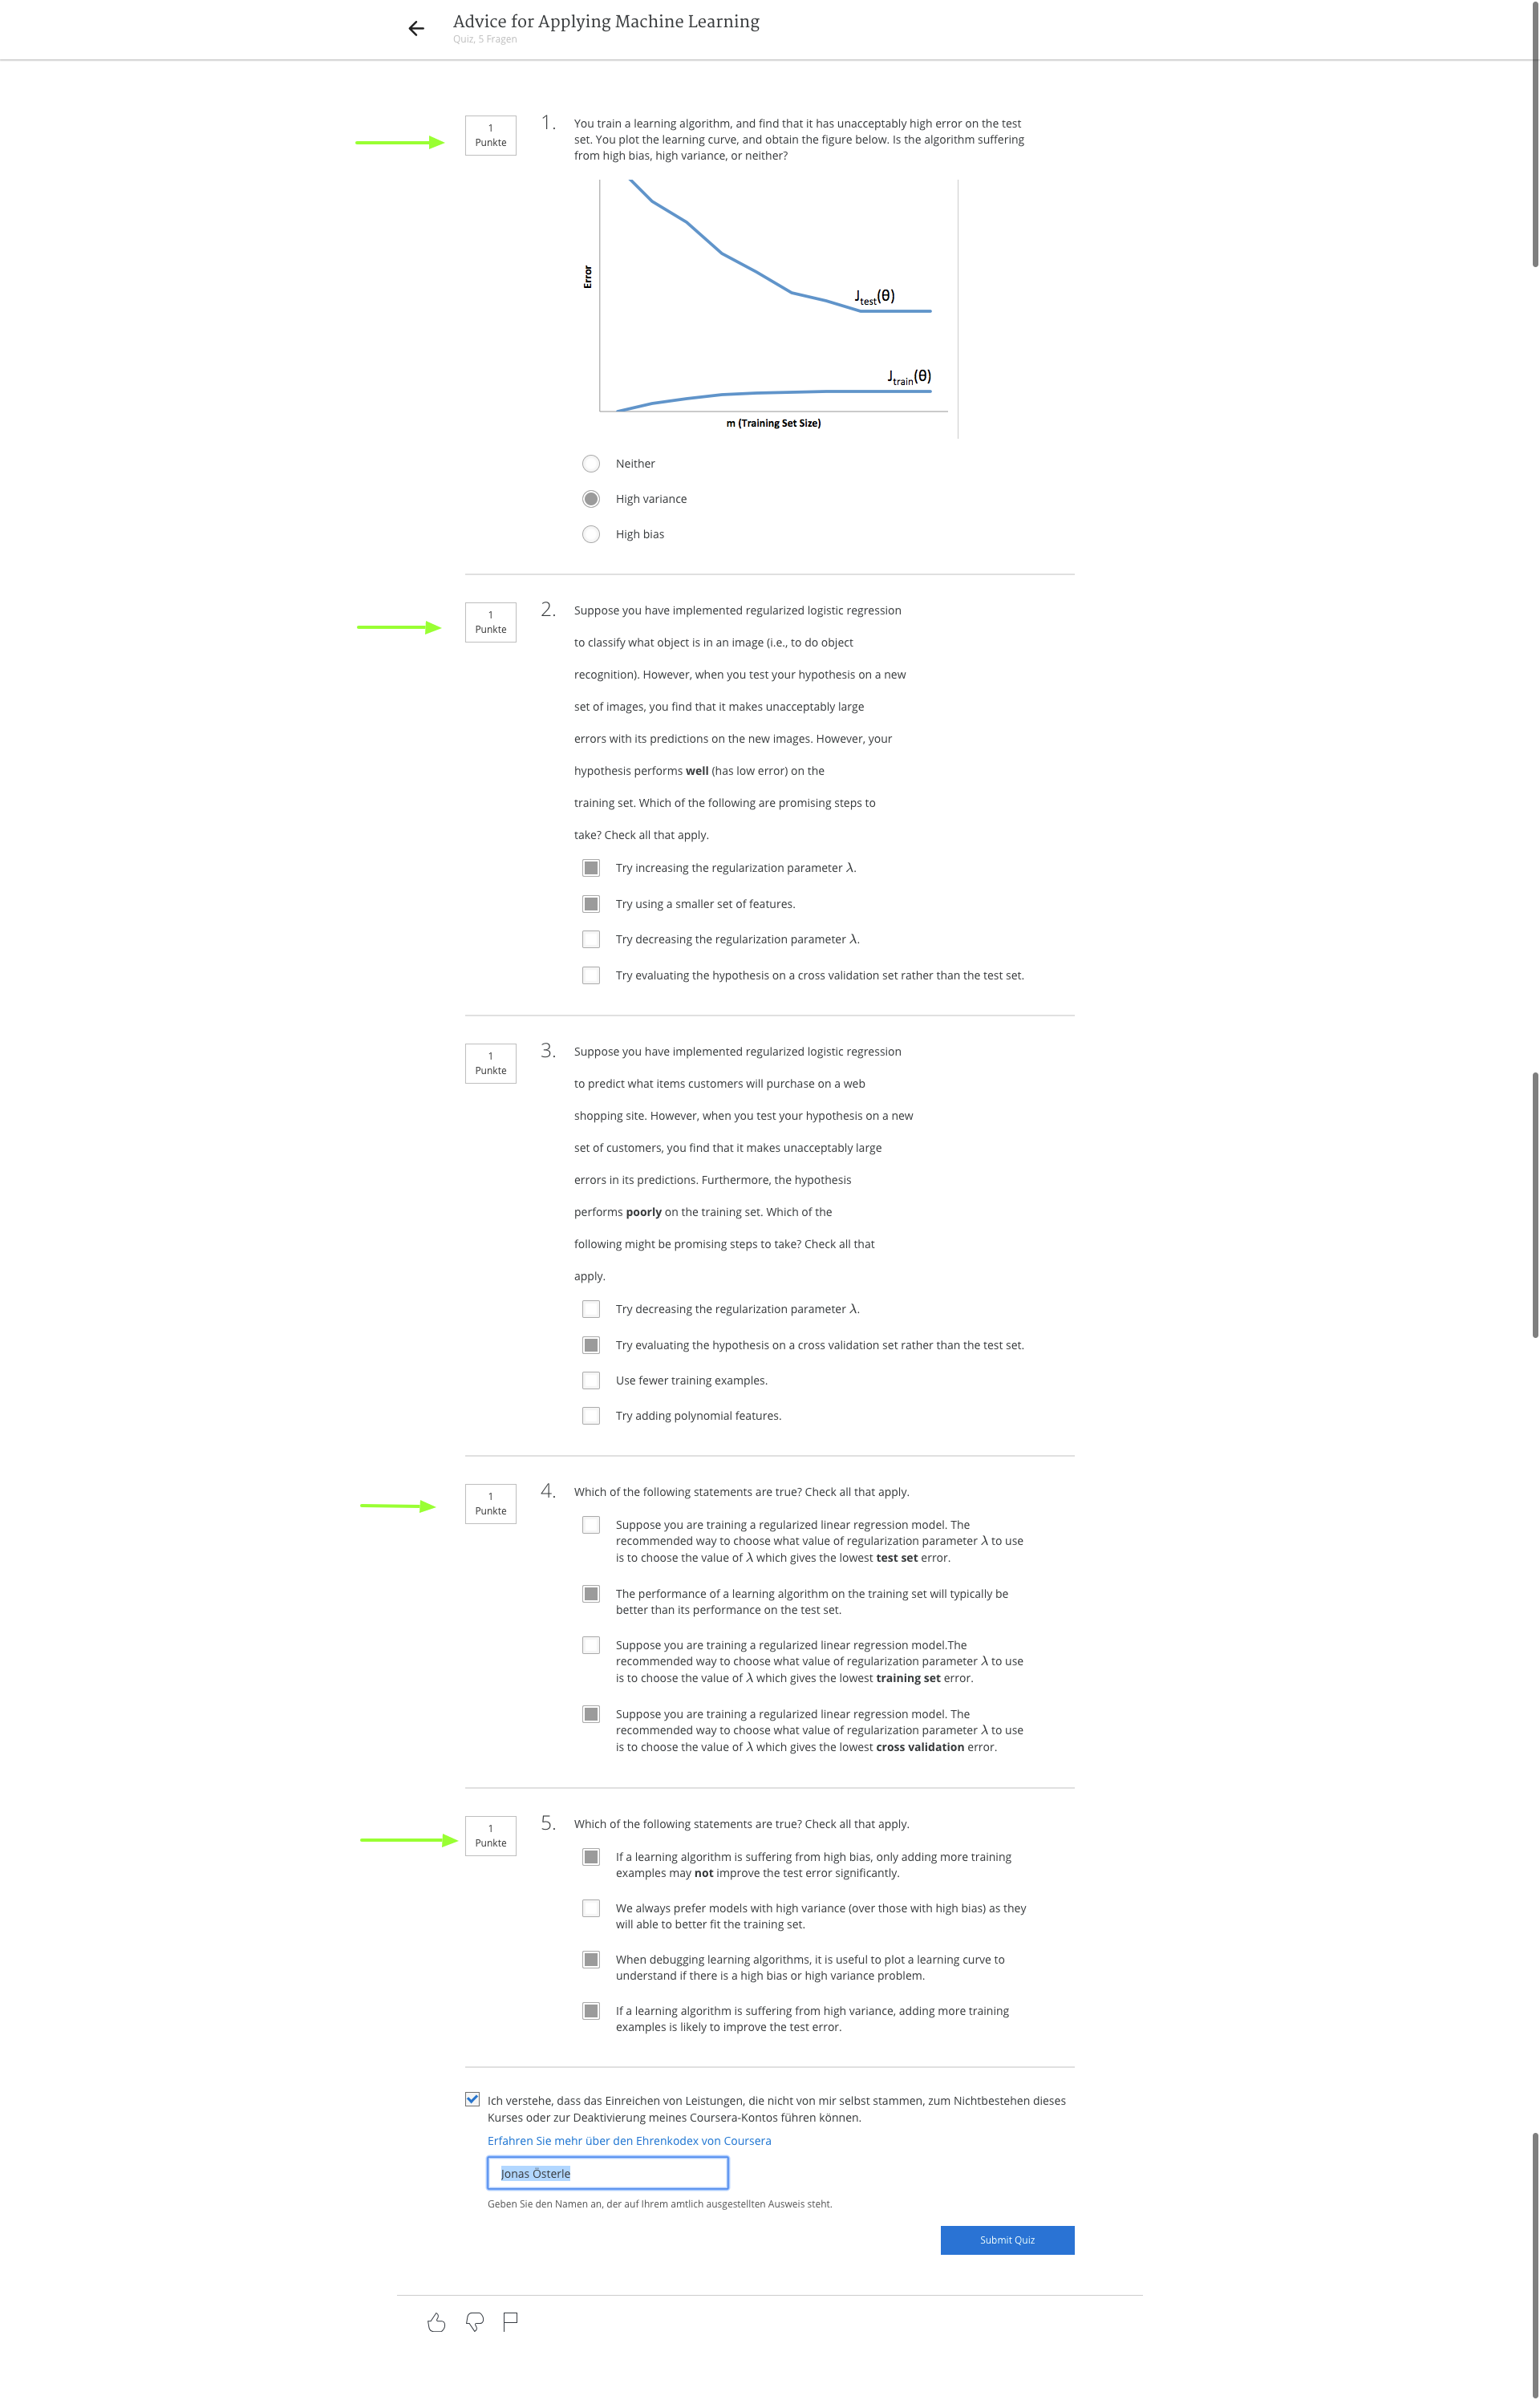 Advice for Applying Machine Learning
Quiz, 5 Fragen
1
Punkte
1.
You train a learning algorithm, and find that it has unacceptably high error on the test
set. You plot the learning curve, and obtain the figure below. Is the algorithm suffering
from high bias, high variance, or neither?
Error
Jtest(θ)
Jtrain(θ)
m (Training Set Size)
Neither
High variance
High bias
1
Punkte
2.
Suppose you have implemented regularized logistic regression
to classify what object is in an image (i.e., to do object
recognition). However, when you test your hypothesis on a new
set of images, you find that it makes unacceptably large
errors with its predictions on the new images. However, your
hypothesis performs well (has low error) on the
training set. Which of the following are promising steps to
take? Check all that apply.
Try increasing the regularization parameter λ.
Try using a smaller set of features.
Try decreasing the regularization parameter λ.
Try evaluating the hypothesis on a cross validation set rather than the test set.
1
Punkte
3.
Suppose you have implemented regularized logistic regression
to predict what items customers will purchase on a web
shopping site. However, when you test your hypothesis on a new
set of customers, you find that it makes unacceptably large
errors in its predictions. Furthermore, the hypothesis
performs poorly on the training set. Which of the
following might be promising steps to take? Check all that
apply.
Try decreasing the regularization parameter λ.
Try evaluating the hypothesis on a cross validation set rather than the test set.
Use fewer training examples.
Try adding polynomial features.
1
Punkte
4.
Which of the following statements are true? Check all that apply.
Suppose you are training a regularized linear regression model. The
recommended way to choose what value of regularization parameter λ to use
is to choose the value of λ which gives the lowest test set error.
The performance of a learning algorithm on the training set will typically be
better than its performance on the test set.
Suppose you are training a regularized linear regression model.The
recommended way to choose what value of regularization parameter λ to use
is to choose the value of λ which gives the lowest training set error.
Suppose you are training a regularized linear regression model. The
recommended way to choose what value of regularization parameter λ to use
is to choose the value of λ which gives the lowest cross validation error.
1
Punkte
5.
Which of the following statements are true? Check all that apply.
If a learning algorithm is suffering from high bias, only adding more training
examples may not improve the test error significantly.
We always prefer models with high variance (over those with high bias) as they
will able to better fit the training set.
When debugging learning algorithms, it is useful to plot a learning curve to
understand if there is a high bias or high variance problem.
If a learning algorithm is suffering from high variance, adding more training
examples is likely to improve the test error.
Ich verstehe, dass das Einreichen von Leistungen, die nicht von mir selbst stammen, zum Nichtbestehen dieses
Kurses oder zur Deaktivierung meines Coursera-Kontos führen können.
Erfahren Sie mehr über den Ehrenkodex von Coursera
Jonas Österle
Geben Sie den Namen an, der auf Ihrem amtlich ausgestellten Ausweis steht.
Submit Quiz